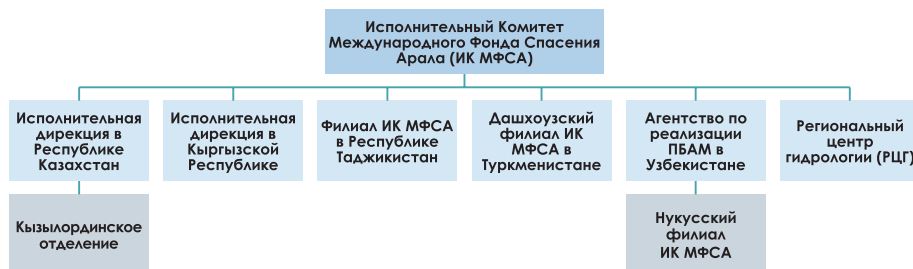 Исполнительный Комитет
Международного Фонда Спасения
Арала (ИК МФСА)
Исполнительная
дирекция в
Республике
Казахстан
Исполнительная
дирекция в
Кыргызской
Республике
Филиал ИК МФСА
в Республике
Таджикистан
Дашхоузский
филиал ИК
МФСА в
Туркменистане
Агентство по
реализации
ПБАМ в
Узбекистане
Региональный
центр
гидрологии (РЦГ)
Кызылординское
отделение
Нукусский
филиал
ИК МФСА